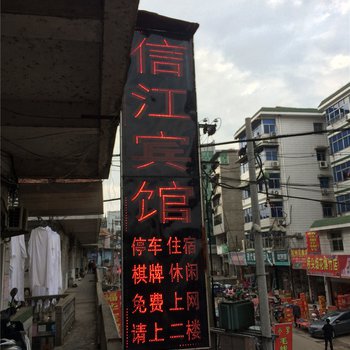 信江宾馆
停车住宿
棋牌休闲
免费上网
请上二楼